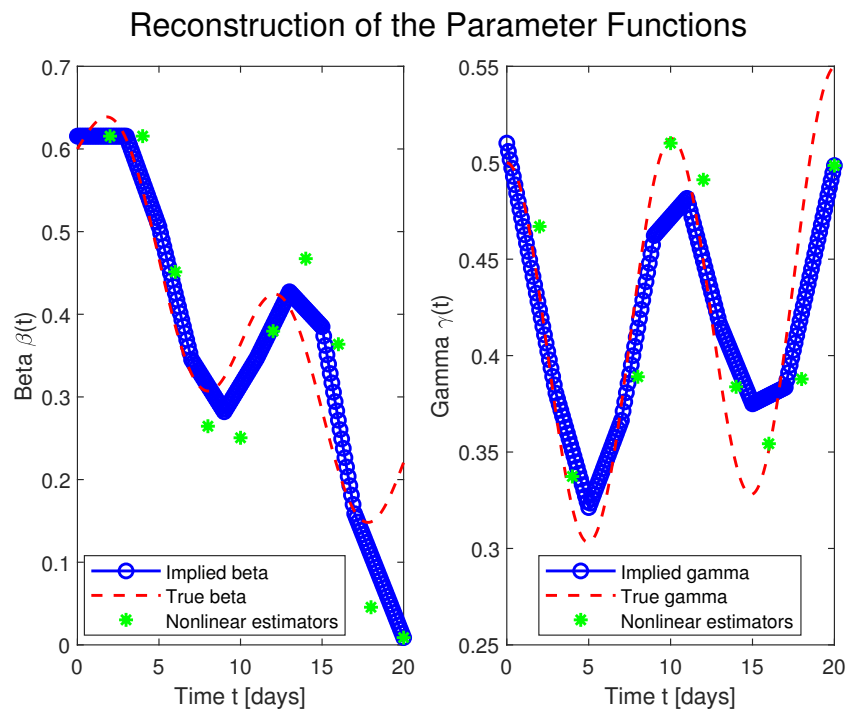 Reconstruction of the Parameter Functions
Beta β(t)
0.7
0.6
0.5
0.4
0.3
0.2
0.1
0
Implied beta
True beta
Nonlinear estimators
0 5 10 15 20
Time t [days]
Gamma γ(t)
0.55
0.5
0.45
0.4
0.35
0.3
0.25
Implied gamma
True gamma
Nonlinear estimators
0 5 10 15 20
Time t [days]